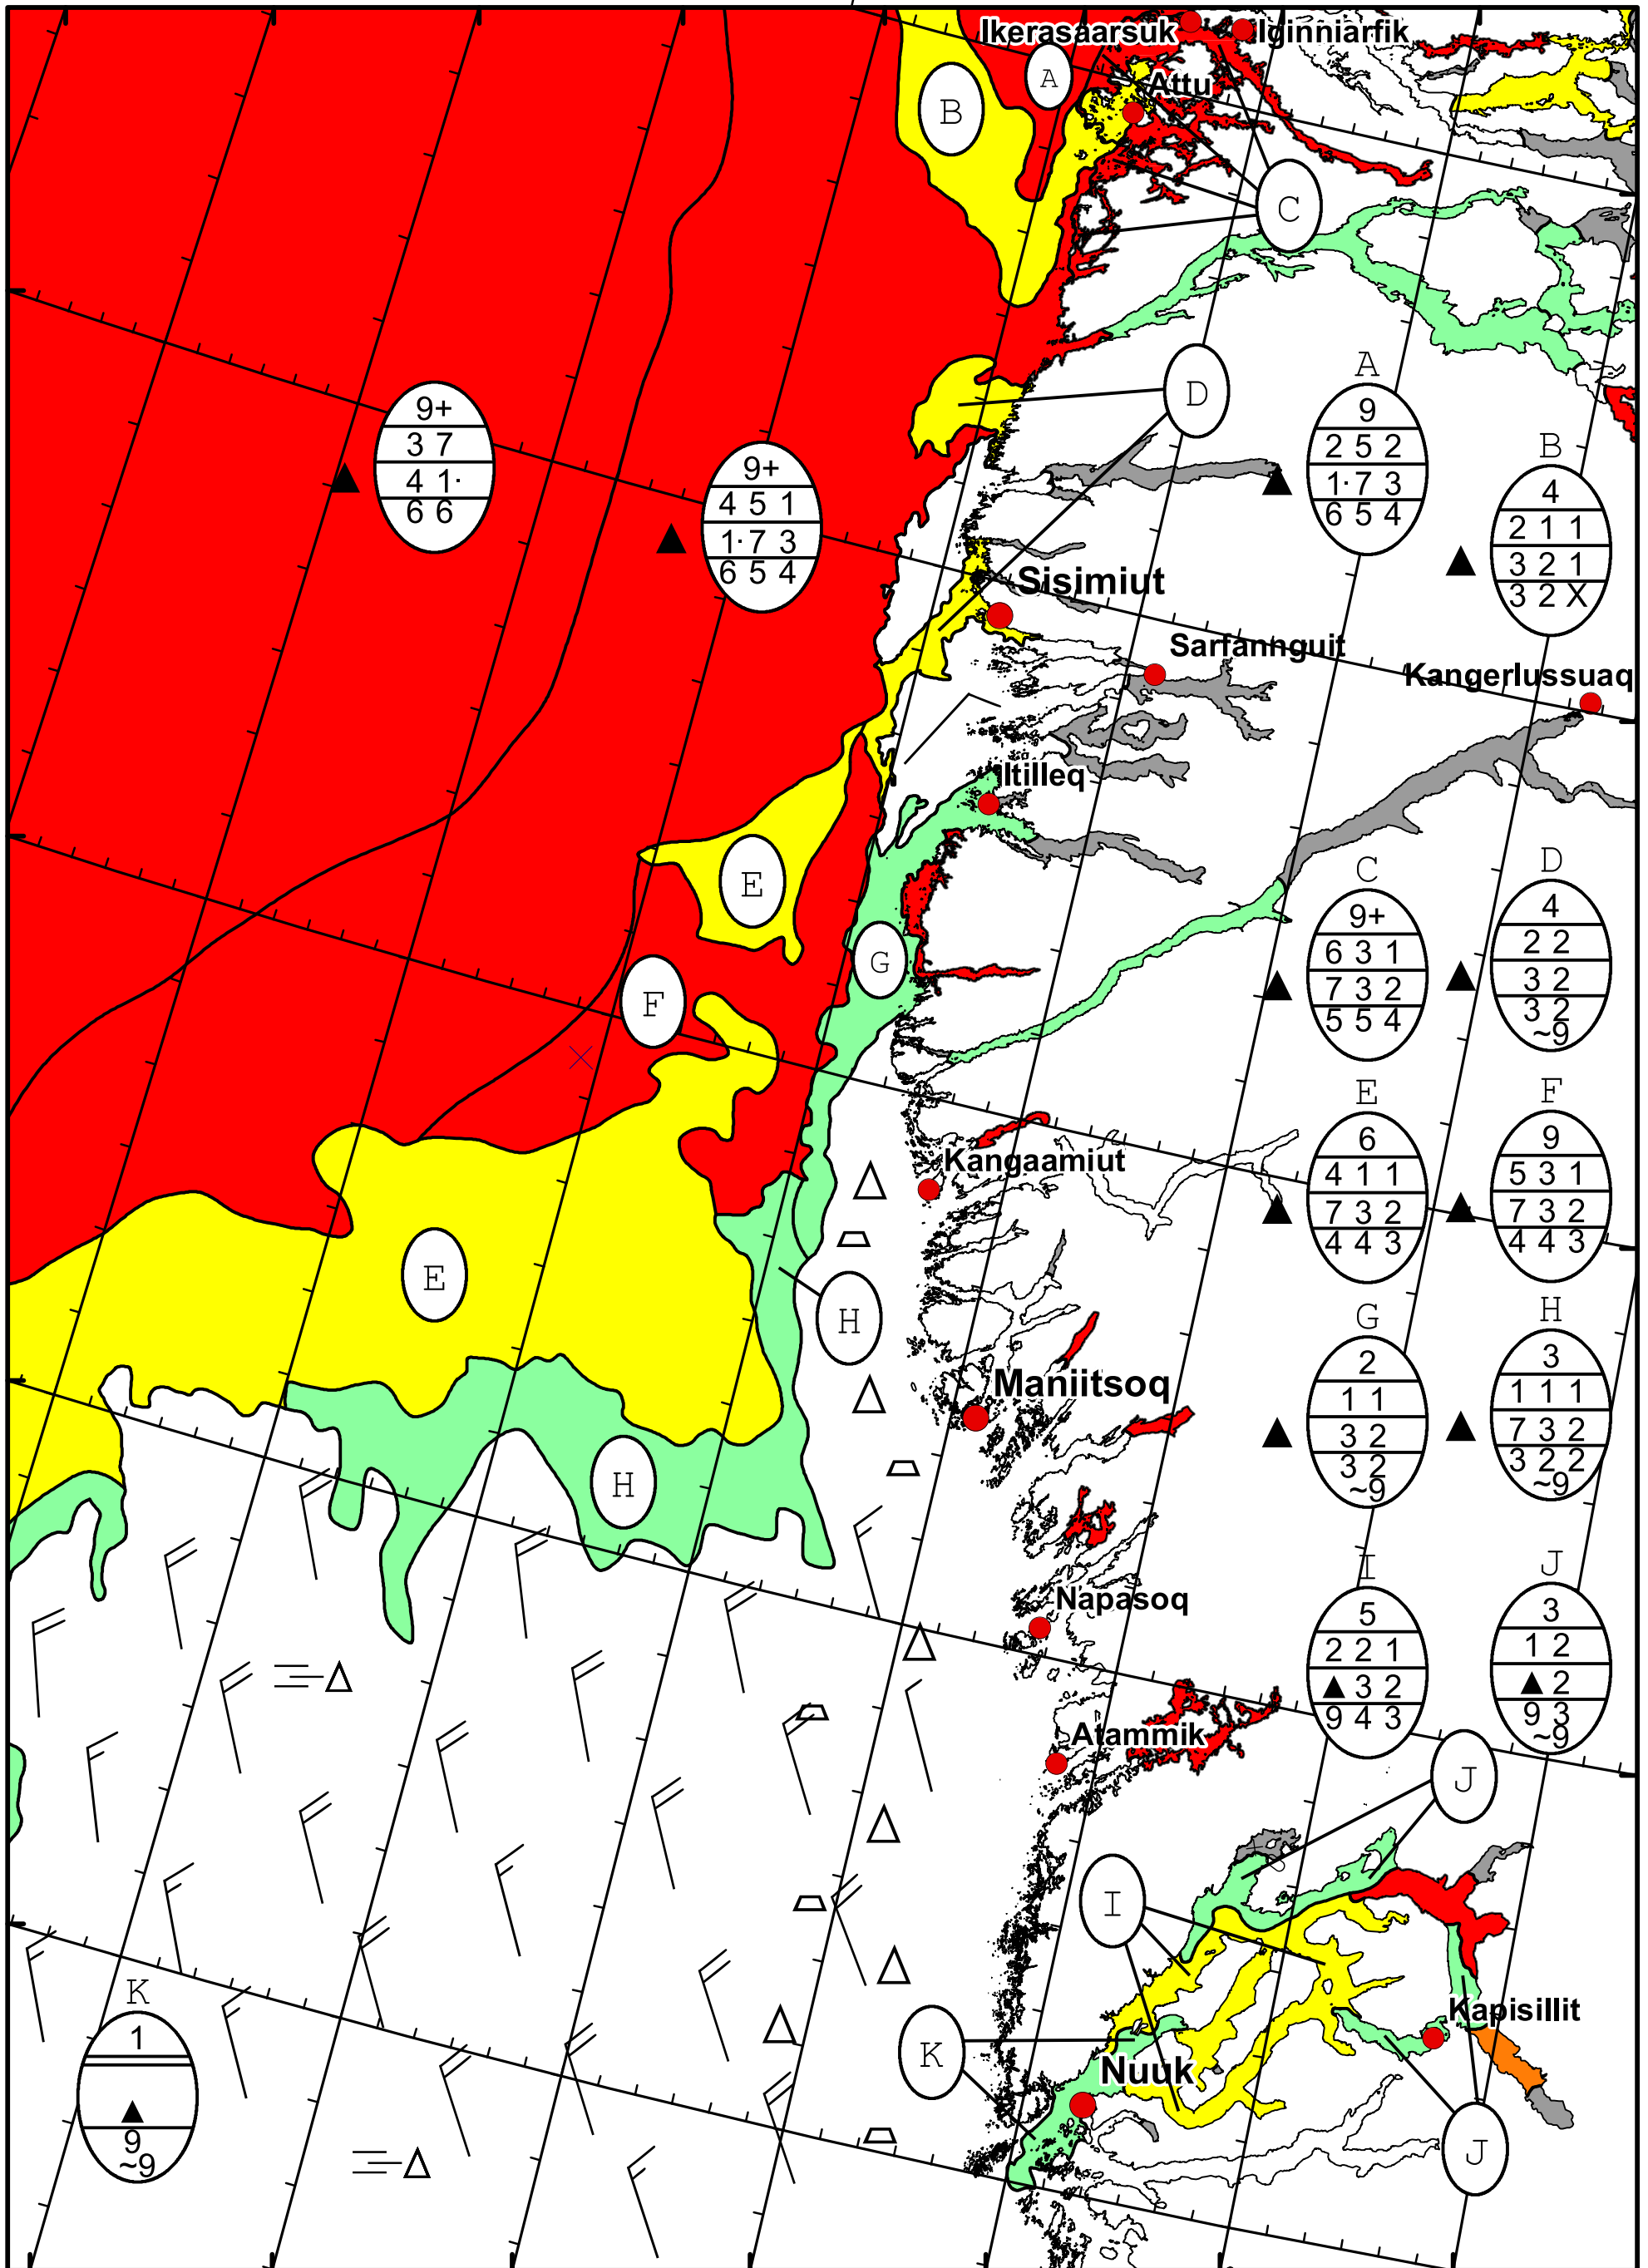 Ikerasaarsuk
Iginniarfik
A
Attu
B
C
D
A
9
2 5 2
1· 7 3
6 5 4
9+
3 7
4 1·
6 6
9+
4 5 1
1· 7 3
6 5 4
B
4
2 1 1
3 2 1
3 2 X
Sisimiut
Sarfannguit
Kangerlussuaq
Itilleq
E
C
9+
6 3 1
7 3 2
5 5 4
D
4
2 2
3 2
3 2
~9
G
F
E
6
4 1 1
7 3 2
4 4 3
F
9
5 3 1
7 3 2
4 4 3
Kangaamiut
E
H
G
2
1 1
3 2
3 2
~9
H
3
1 1 1
7 3 2
3 2 2
~9
Maniitsoq
H
Napasoq
I
5
2 2 1
▲ 3 2
9 4 3
J
3
1 2
▲ 2
9 3
~9
Atammik
J
I
K
1
▲
9
~9
Kapisillit
K
Nuuk
J